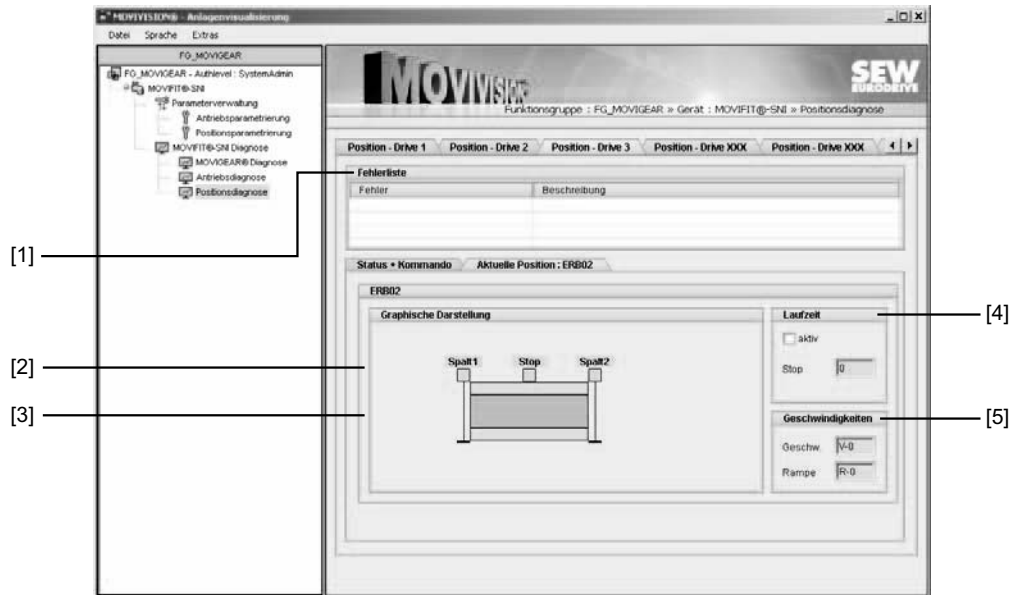 MOVIVISION® - Anlagenvisualisierung
Datei Sprache Extras
FG_MOVIGEAR
FG_MOVIGEAR - Authlevel : SystemAdmin
MOVIFIT®-SNI
Parameterverwaltung
Antriebsparametrierung
Positionsparametrierung
MOVIFIT®-SNI Diagnose
MOVIGEAR® Diagnose
Antriebsdiagnose
Positionsdiagnose
MOVIVISION
SEW
EURODRIVE
Funktionsgruppe : FG_MOVIGEAR » Gerät : MOVIFIT®-SNI » Positionsdiagnose
Position - Drive 1 Position - Drive 2 Position - Drive 3 Position - Drive XXX Position - Drive XXX
Fehlerliste
Fehler Beschreibung
[1]
Status + Kommando Aktuelle Position : ERB02
ERB02
Graphische Darstellung Laufzeit
[4]
aktiv
Spalt1 Stop Spalt2
[2]
Stop 0
[3]
Geschwindigkeiten
[5]
Geschw. V-0
Rampe R-0